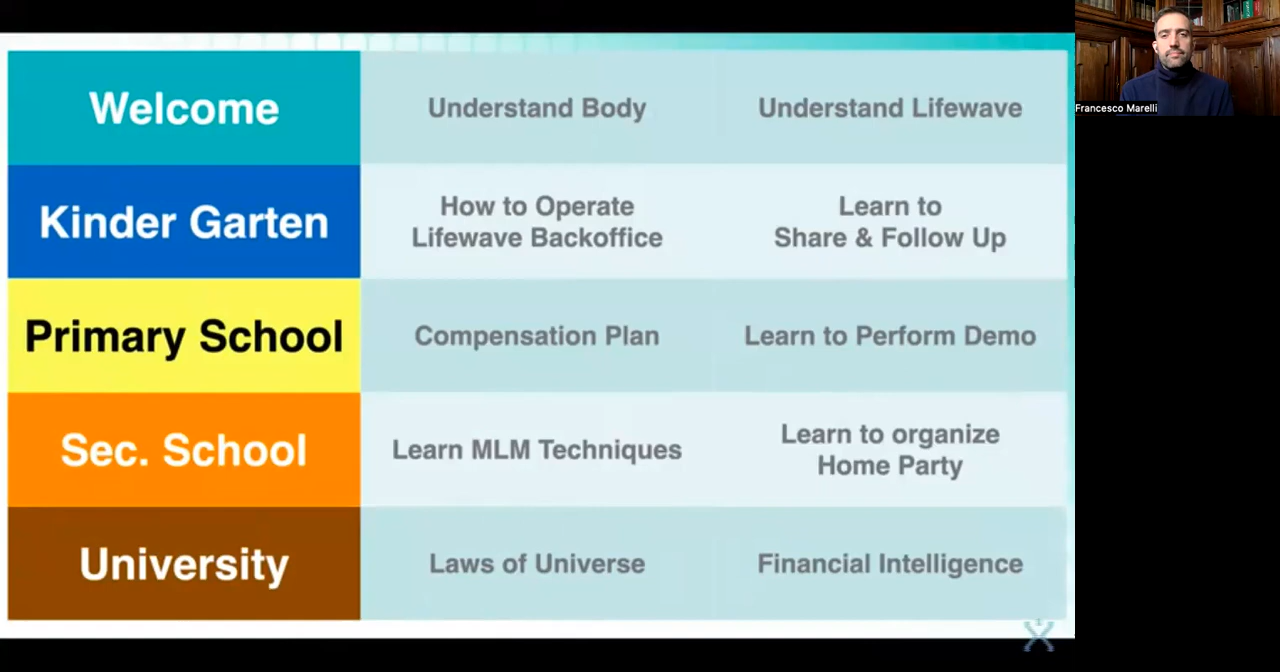 Welcome
Understand Body
Understand Lifewave
Kinder Garten
How to Operate
Lifewave Backoffice
Learn to
Share & Follow Up
Primary School
Compensation Plan
Learn to Perform Demo
Sec. School
Learn MLM Techniques
Learn to organize
Home Party
University
Laws of Universe
Financial Intelligence
Francesco Marelli